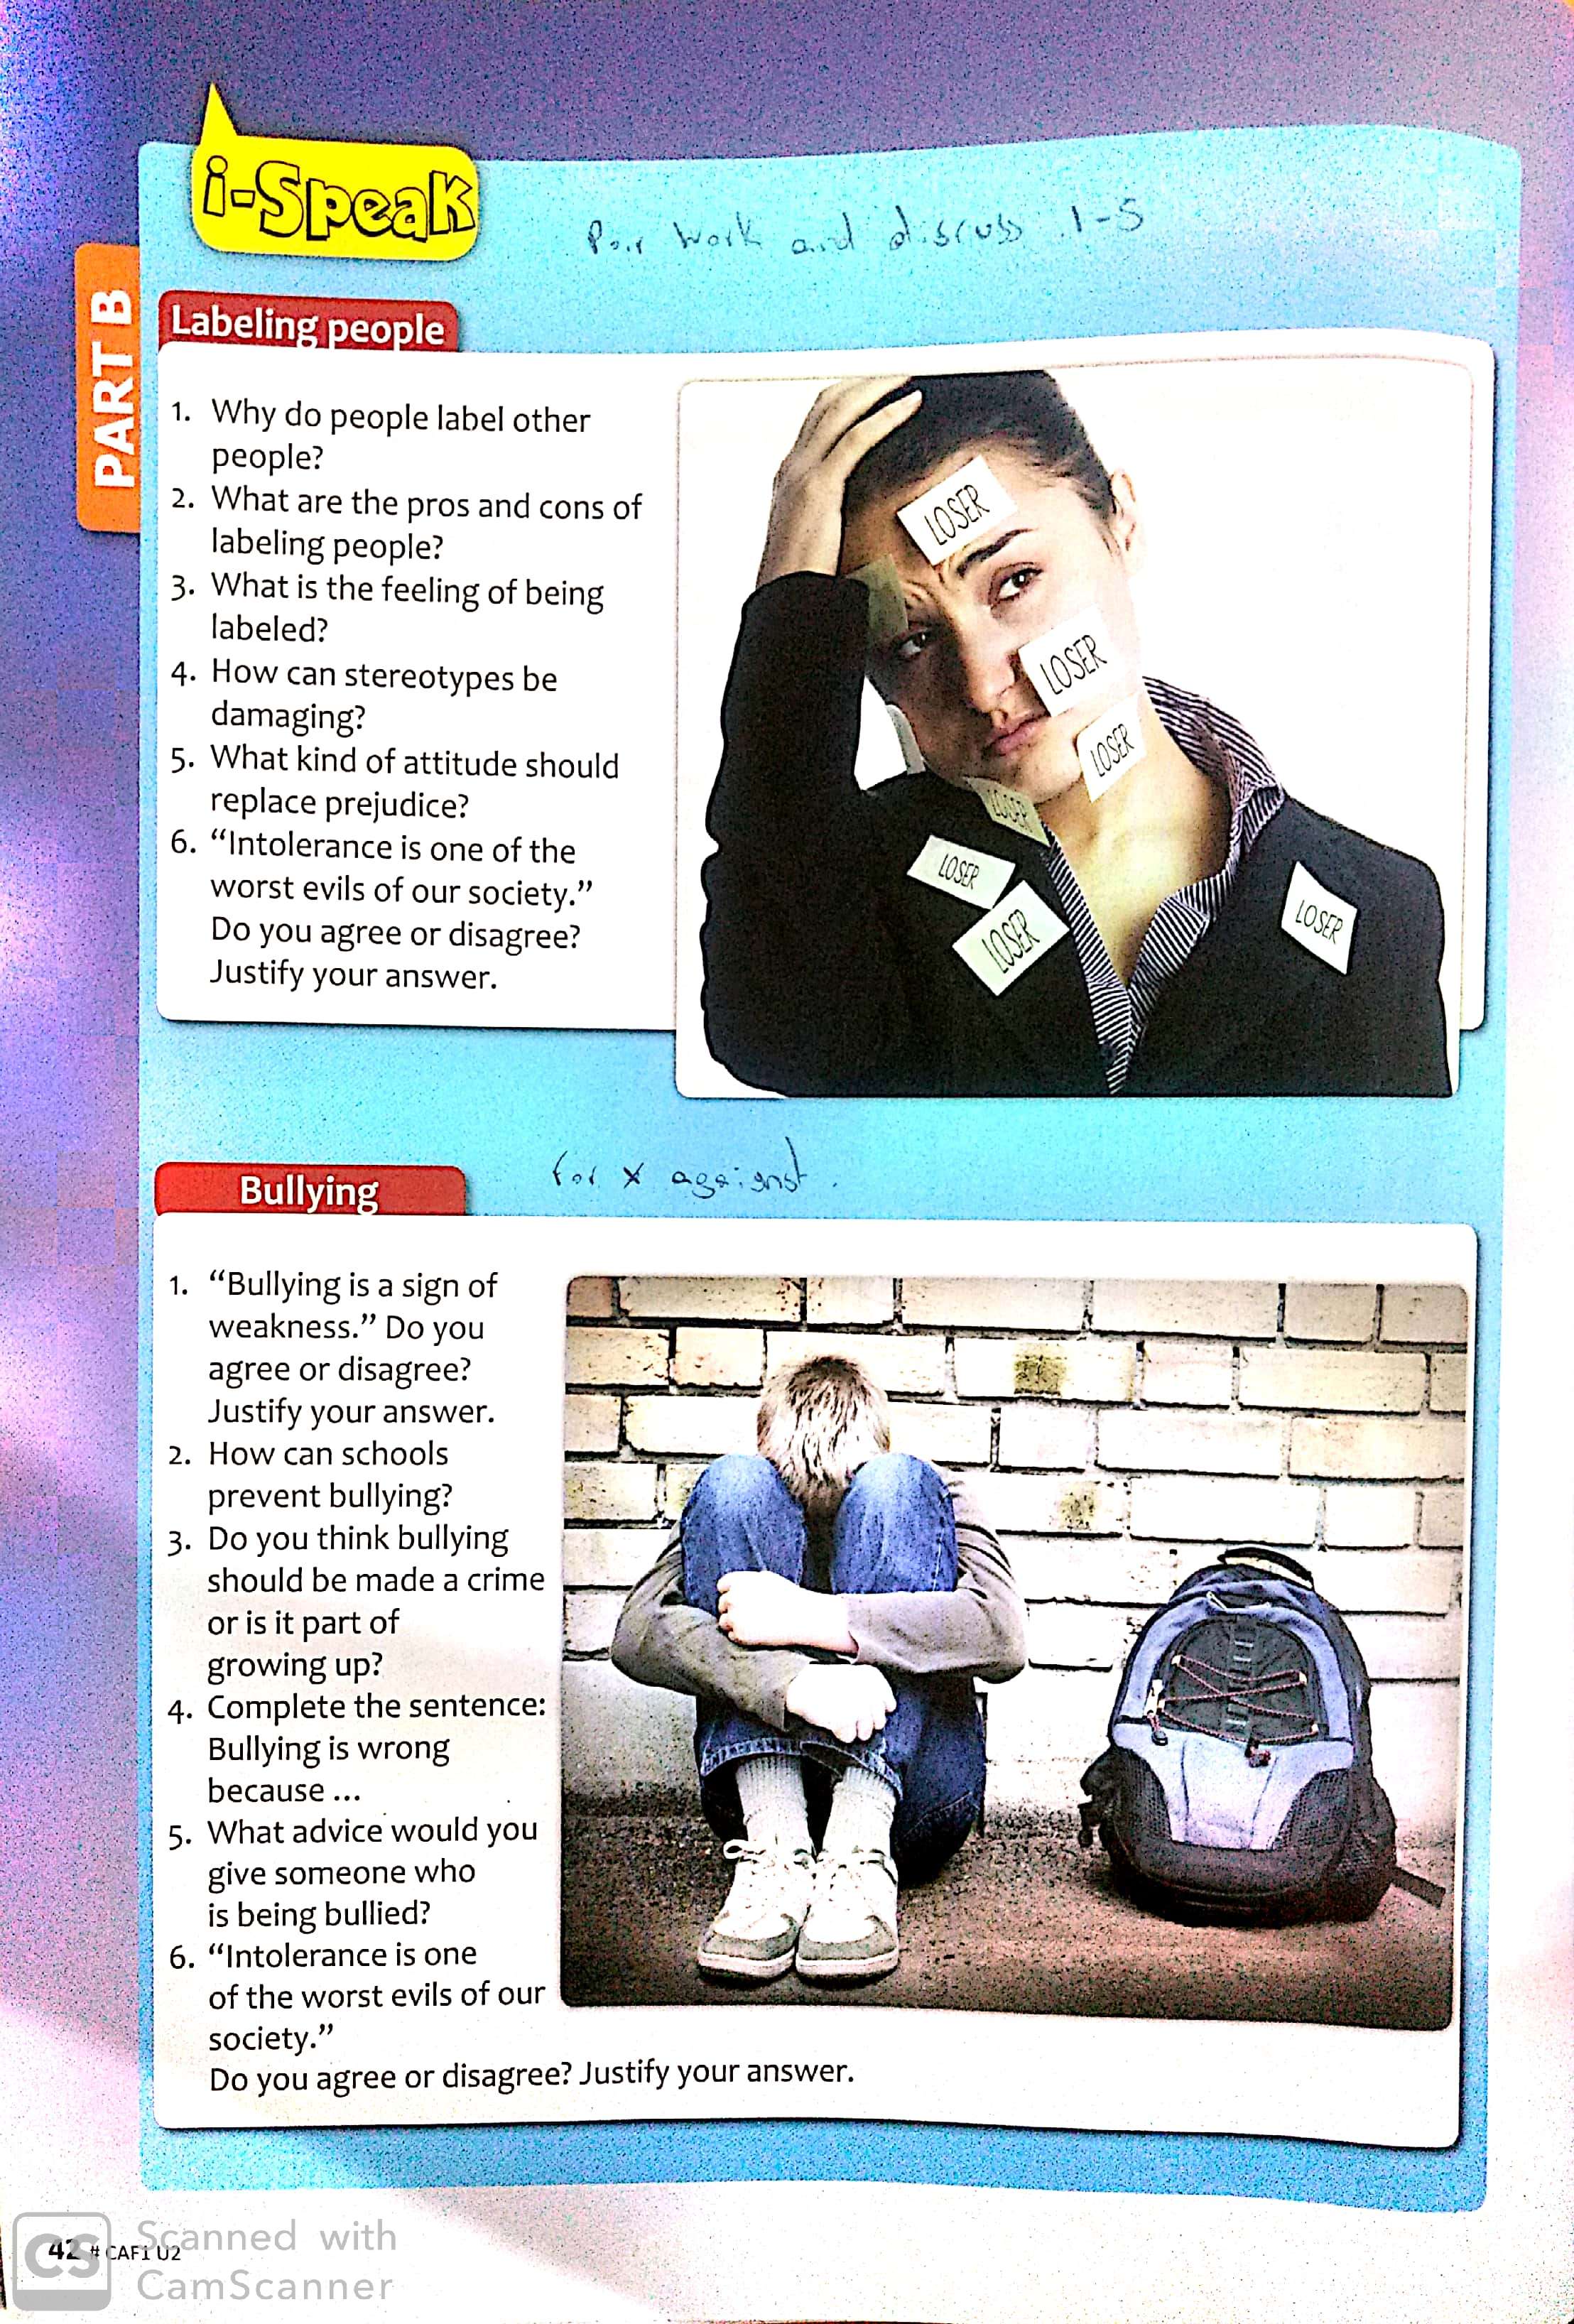 i-Speak
Pair work and discuss 1-5
PART B
Labeling people
1. Why do people label other
people?
2. What are the pros and cons of
labeling people?
3. What is the feeling of being
labeled?
4. How can stereotypes be
damaging?
5. What kind of attitude should
replace prejudice?
6. “Intolerance is one of the
worst evils of our society.”
Do you agree or disagree?
Justify your answer.
LOSER
LOSER
LOSER
LOSER
LOSER
LOSER
LOSER
for x against.
Bullying
1. “Bullying is a sign of
weakness.” Do you
agree or disagree?
Justify your answer.
2. How can schools
prevent bullying?
3. Do you think bullying
should be made a crime
or is it part of
growing up?
4. Complete the sentence:
Bullying is wrong
because ...
5. What advice would you
give someone who
is being bullied?
6. “Intolerance is one
of the worst evils of our
society.”
Do you agree or disagree? Justify your answer.
42 # CAF1 U2
CS
Scanned with
CamScanner